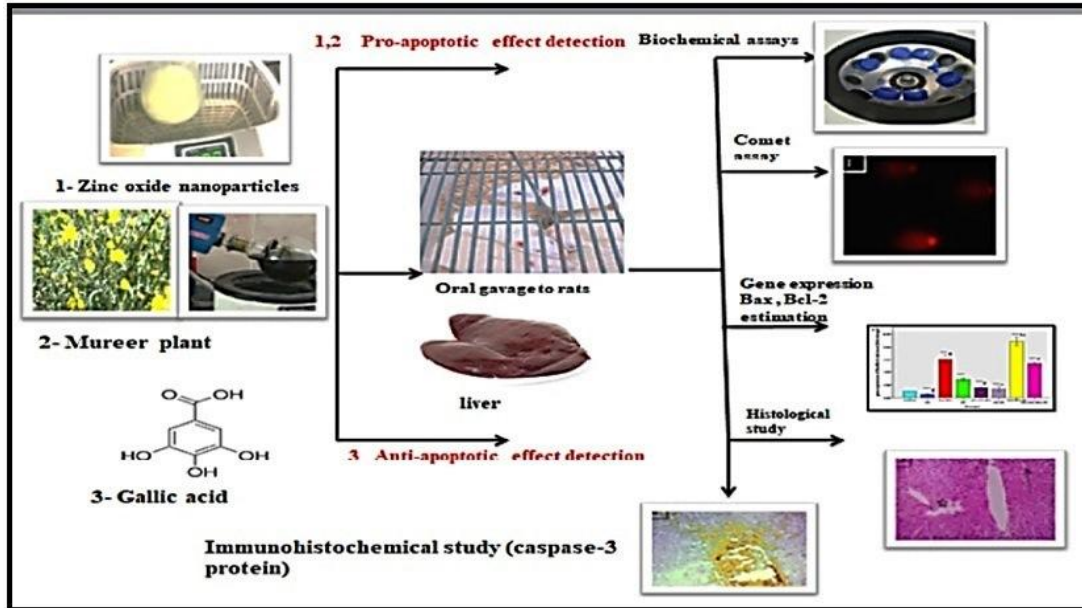 1,2 Pro-apoptotic effect detection
Biochemical assays
1- Zinc oxide nanoparticles
Comet
assay
Oral gavage to rats
Gene expression
Bax , Bcl-2
estimation
2- Mureer plant
liver
Histological
study
O
OH
HO
OH
OH
3 Anti-apoptotic effect detection
3- Gallic acid
Immunohistochemical study (caspase-3
protein)